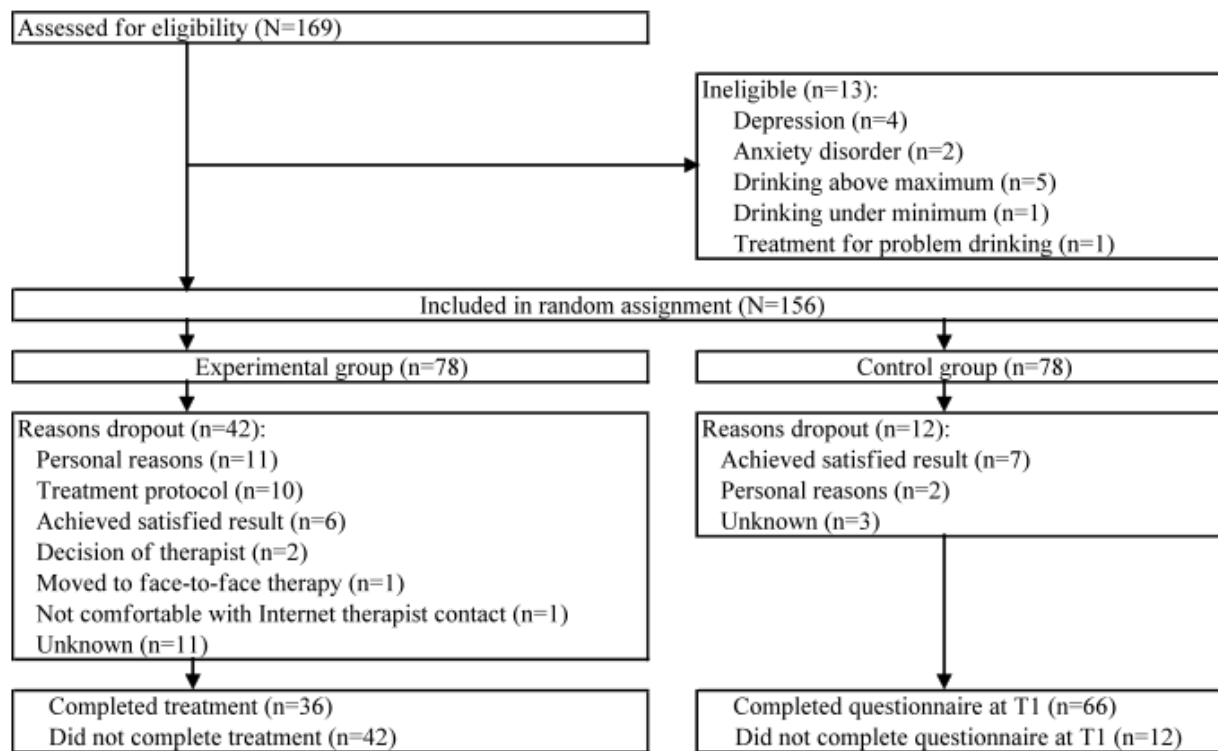 Assessed for eligibility (N=169)
Ineligible (n=13):
Depression (n=4)
Anxiety disorder (n=2)
Drinking above maximum (n=5)
Drinking under minimum (n=1)
Treatment for problem drinking (n=1)
Included in random assignment (N=156)
Experimental group (n=78)
Control group (n=78)
Reasons dropout (n=42):
Personal reasons (n=11)
Treatment protocol (n=10)
Achieved satisfied result (n=6)
Decision of therapist (n=2)
Moved to face-to-face therapy (n=1)
Not comfortable with Internet therapist contact (n=1)
Unknown (n=11)
Reasons dropout (n=12):
Achieved satisfied result (n=7)
Personal reasons (n=2)
Unknown (n=3)
Completed treatment (n=36)
Did not complete treatment (n=42)
Completed questionnaire at T1 (n=66)
Did not complete questionnaire at T1 (n=12)